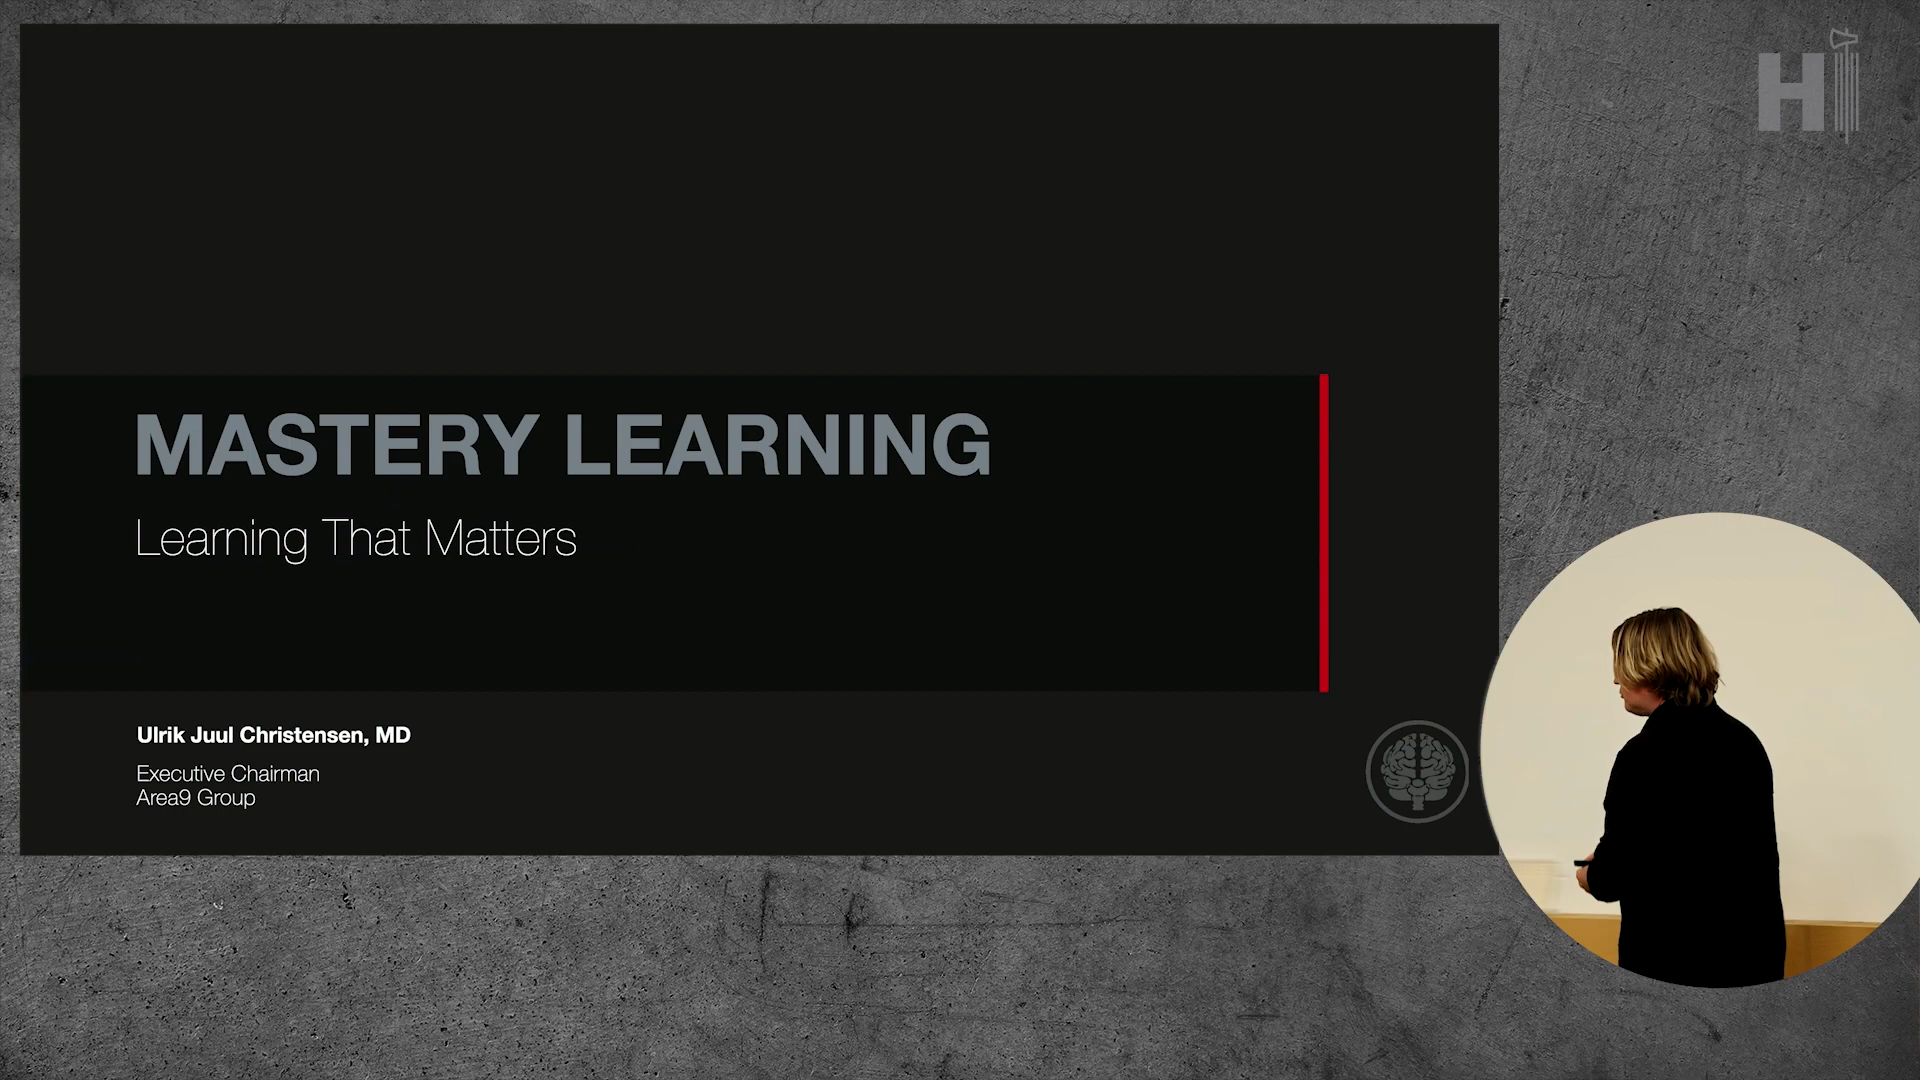 MASTERY LEARNING
Learning That Matters
Ulrik Juul Christensen, MD
Executive Chairman
Area9 Group
H